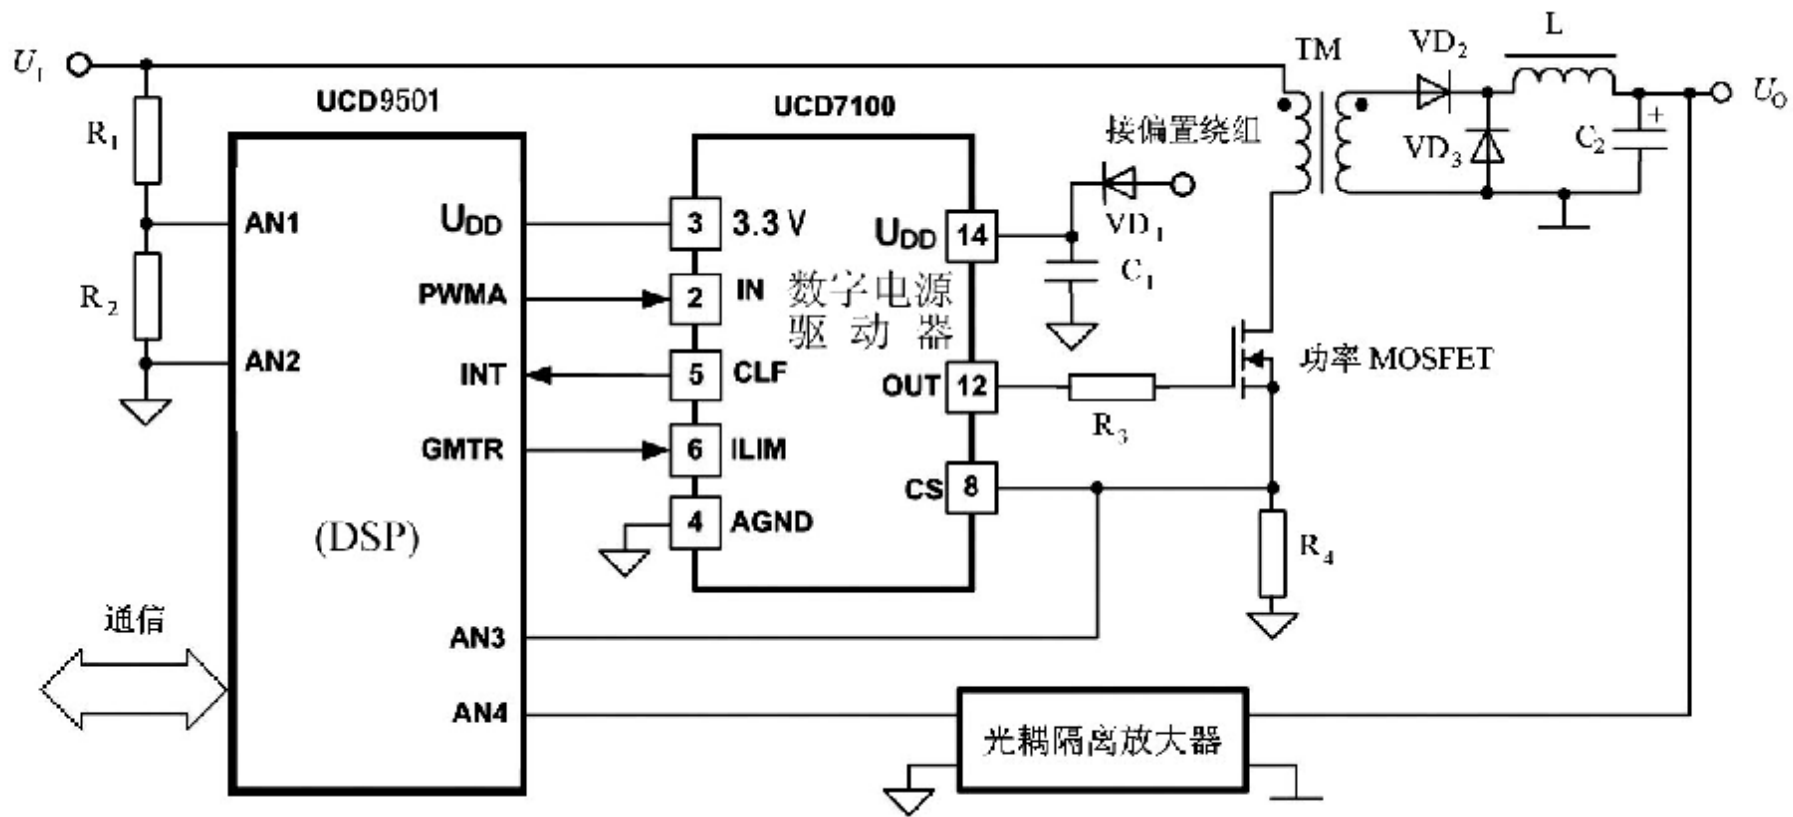 U_I
TM
VD₂
L
U_O
UCD9501
UCD7100
R₁
接偏置绕组
VD₃
C₂
+
AN1
U_DD
3
3.3 V
U_DD
14
VD₁
R₂
PWMA
2
IN
数字电源
驱动器
C₁
AN2
INT
5
CLF
OUT
12
功率 MOSFET
R₃
GMTR
6
ILIM
CS
8
4
AGND
(DSP)
R₄
通信
AN3
AN4
光耦隔离放大器